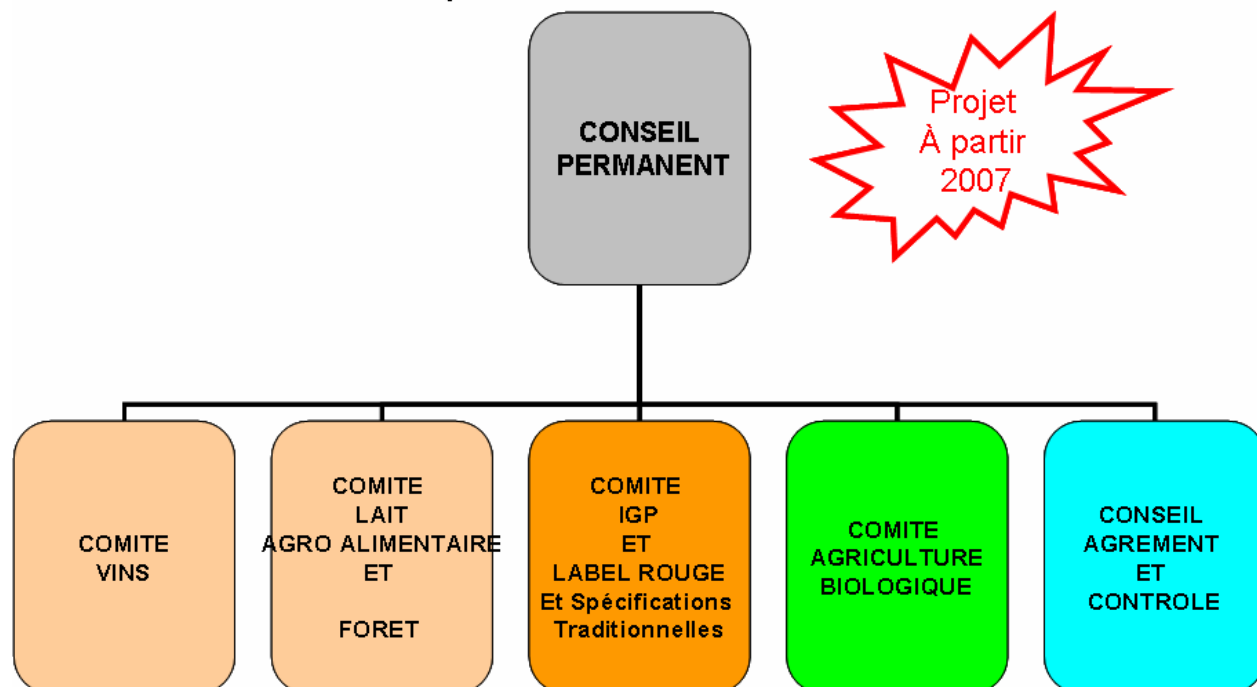 CONSEIL
PERMANENT
Projet
À partir
2007
COMITE
VINS
COMITE
LAIT
AGRO ALIMENTAIRE
ET
FORET
COMITE
IGP
ET
LABEL ROUGE
Et Spécifications
Traditionnelles
COMITE
AGRICULTURE
BIOLOGIQUE
CONSEIL
AGREMENT
ET
CONTROLE